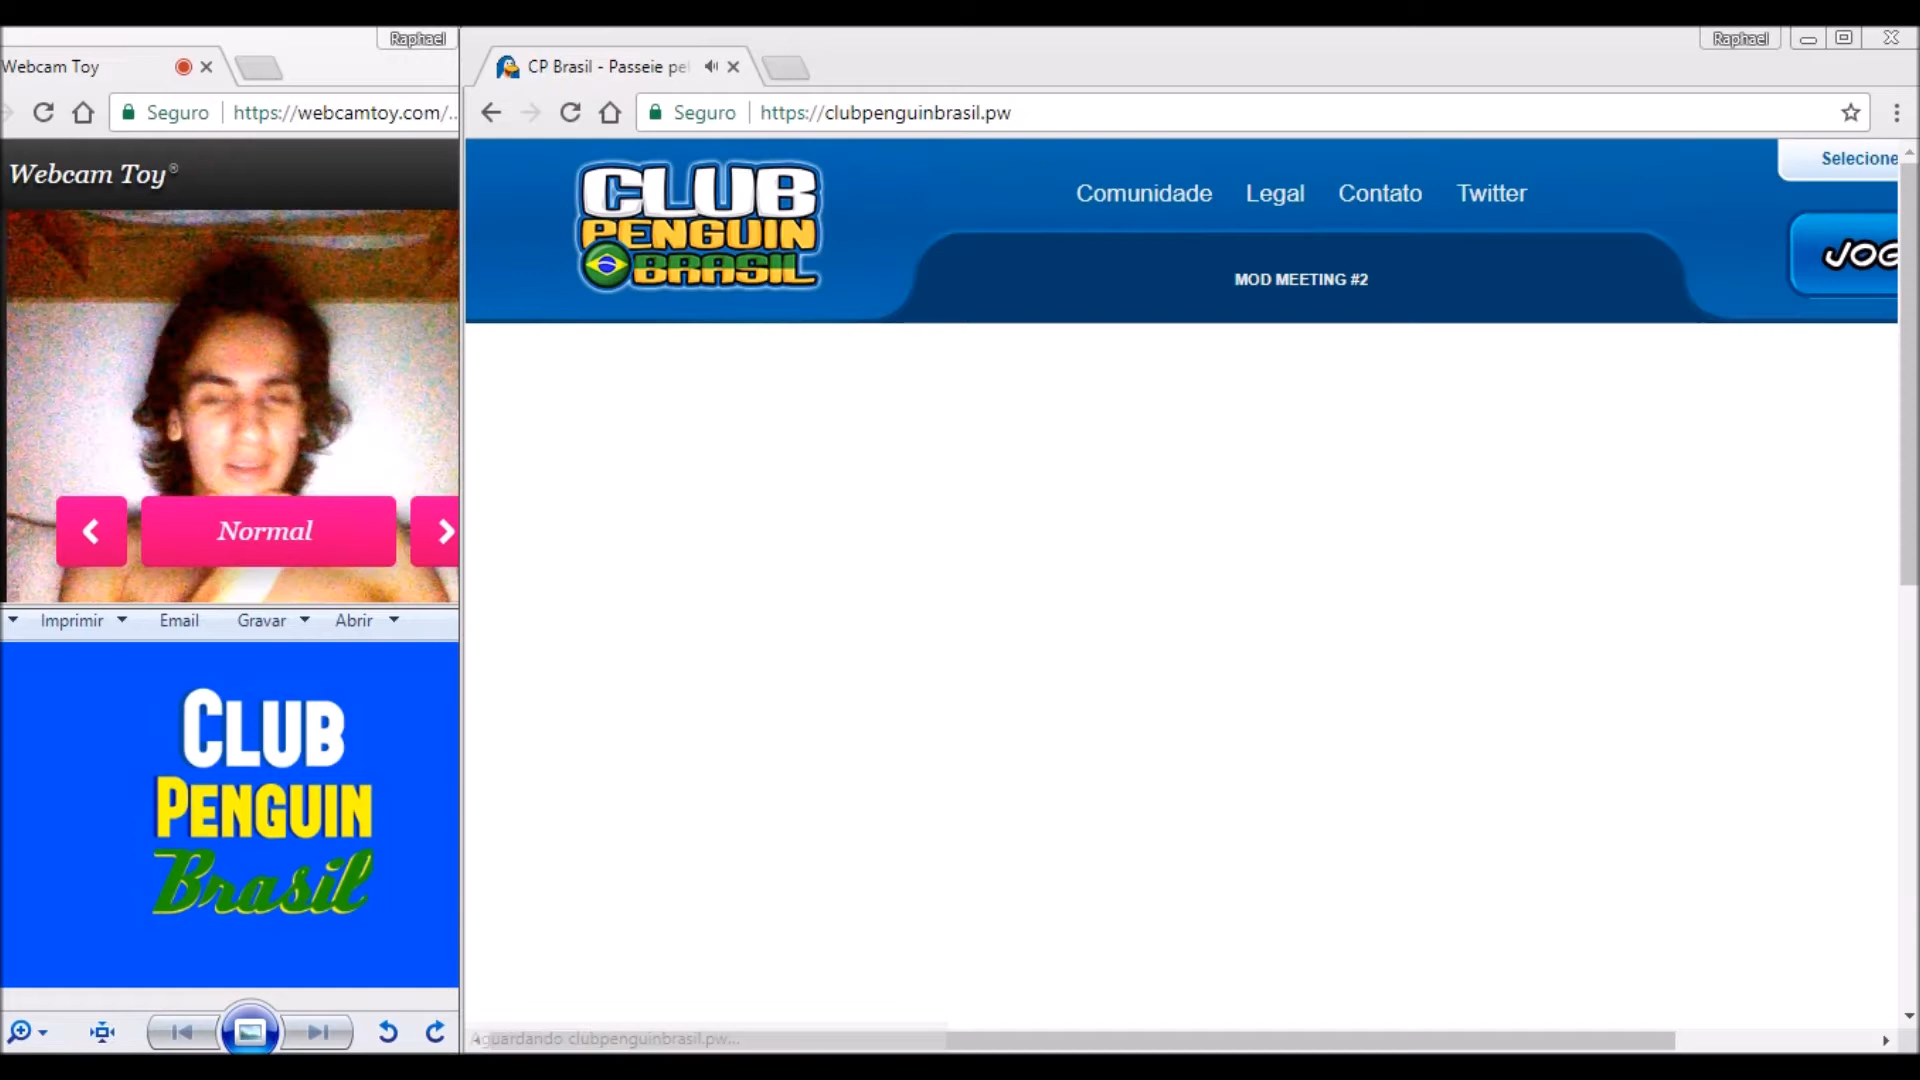 Raphael
Webcam Toy
Seguro
https://webcamtoy.com/...
Webcam Toy®
Normal
Imprimir
Email
Gravar
Abrir
CLUB
PENGUIN
Brasil
Raphael
CP Brasil - Passeie pel
Seguro
https://clubpenguinbrasil.pw
CLUB
PENGUIN
BRASIL
Comunidade
Legal
Contato
Twitter
Selecione
JOG
MOD MEETING #2
Aguardando clubpenguinbrasil.pw...